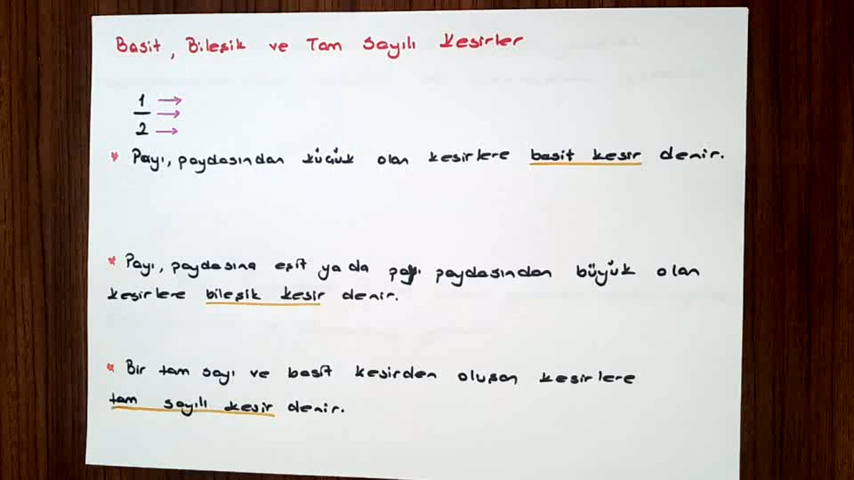 Basit, Bileşik ve Tam Sayılı Kesirler
1 →
→
2 →
* Payı, paydasından küçük olan kesirlere basit kesir denir.
* Payı, paydasına eşit ya da payı paydasından büyük olan
kesirlere bileşik kesir denir.
* Bir tam sayı ve basit kesirden oluşan kesirlere
tam sayılı kesir denir.